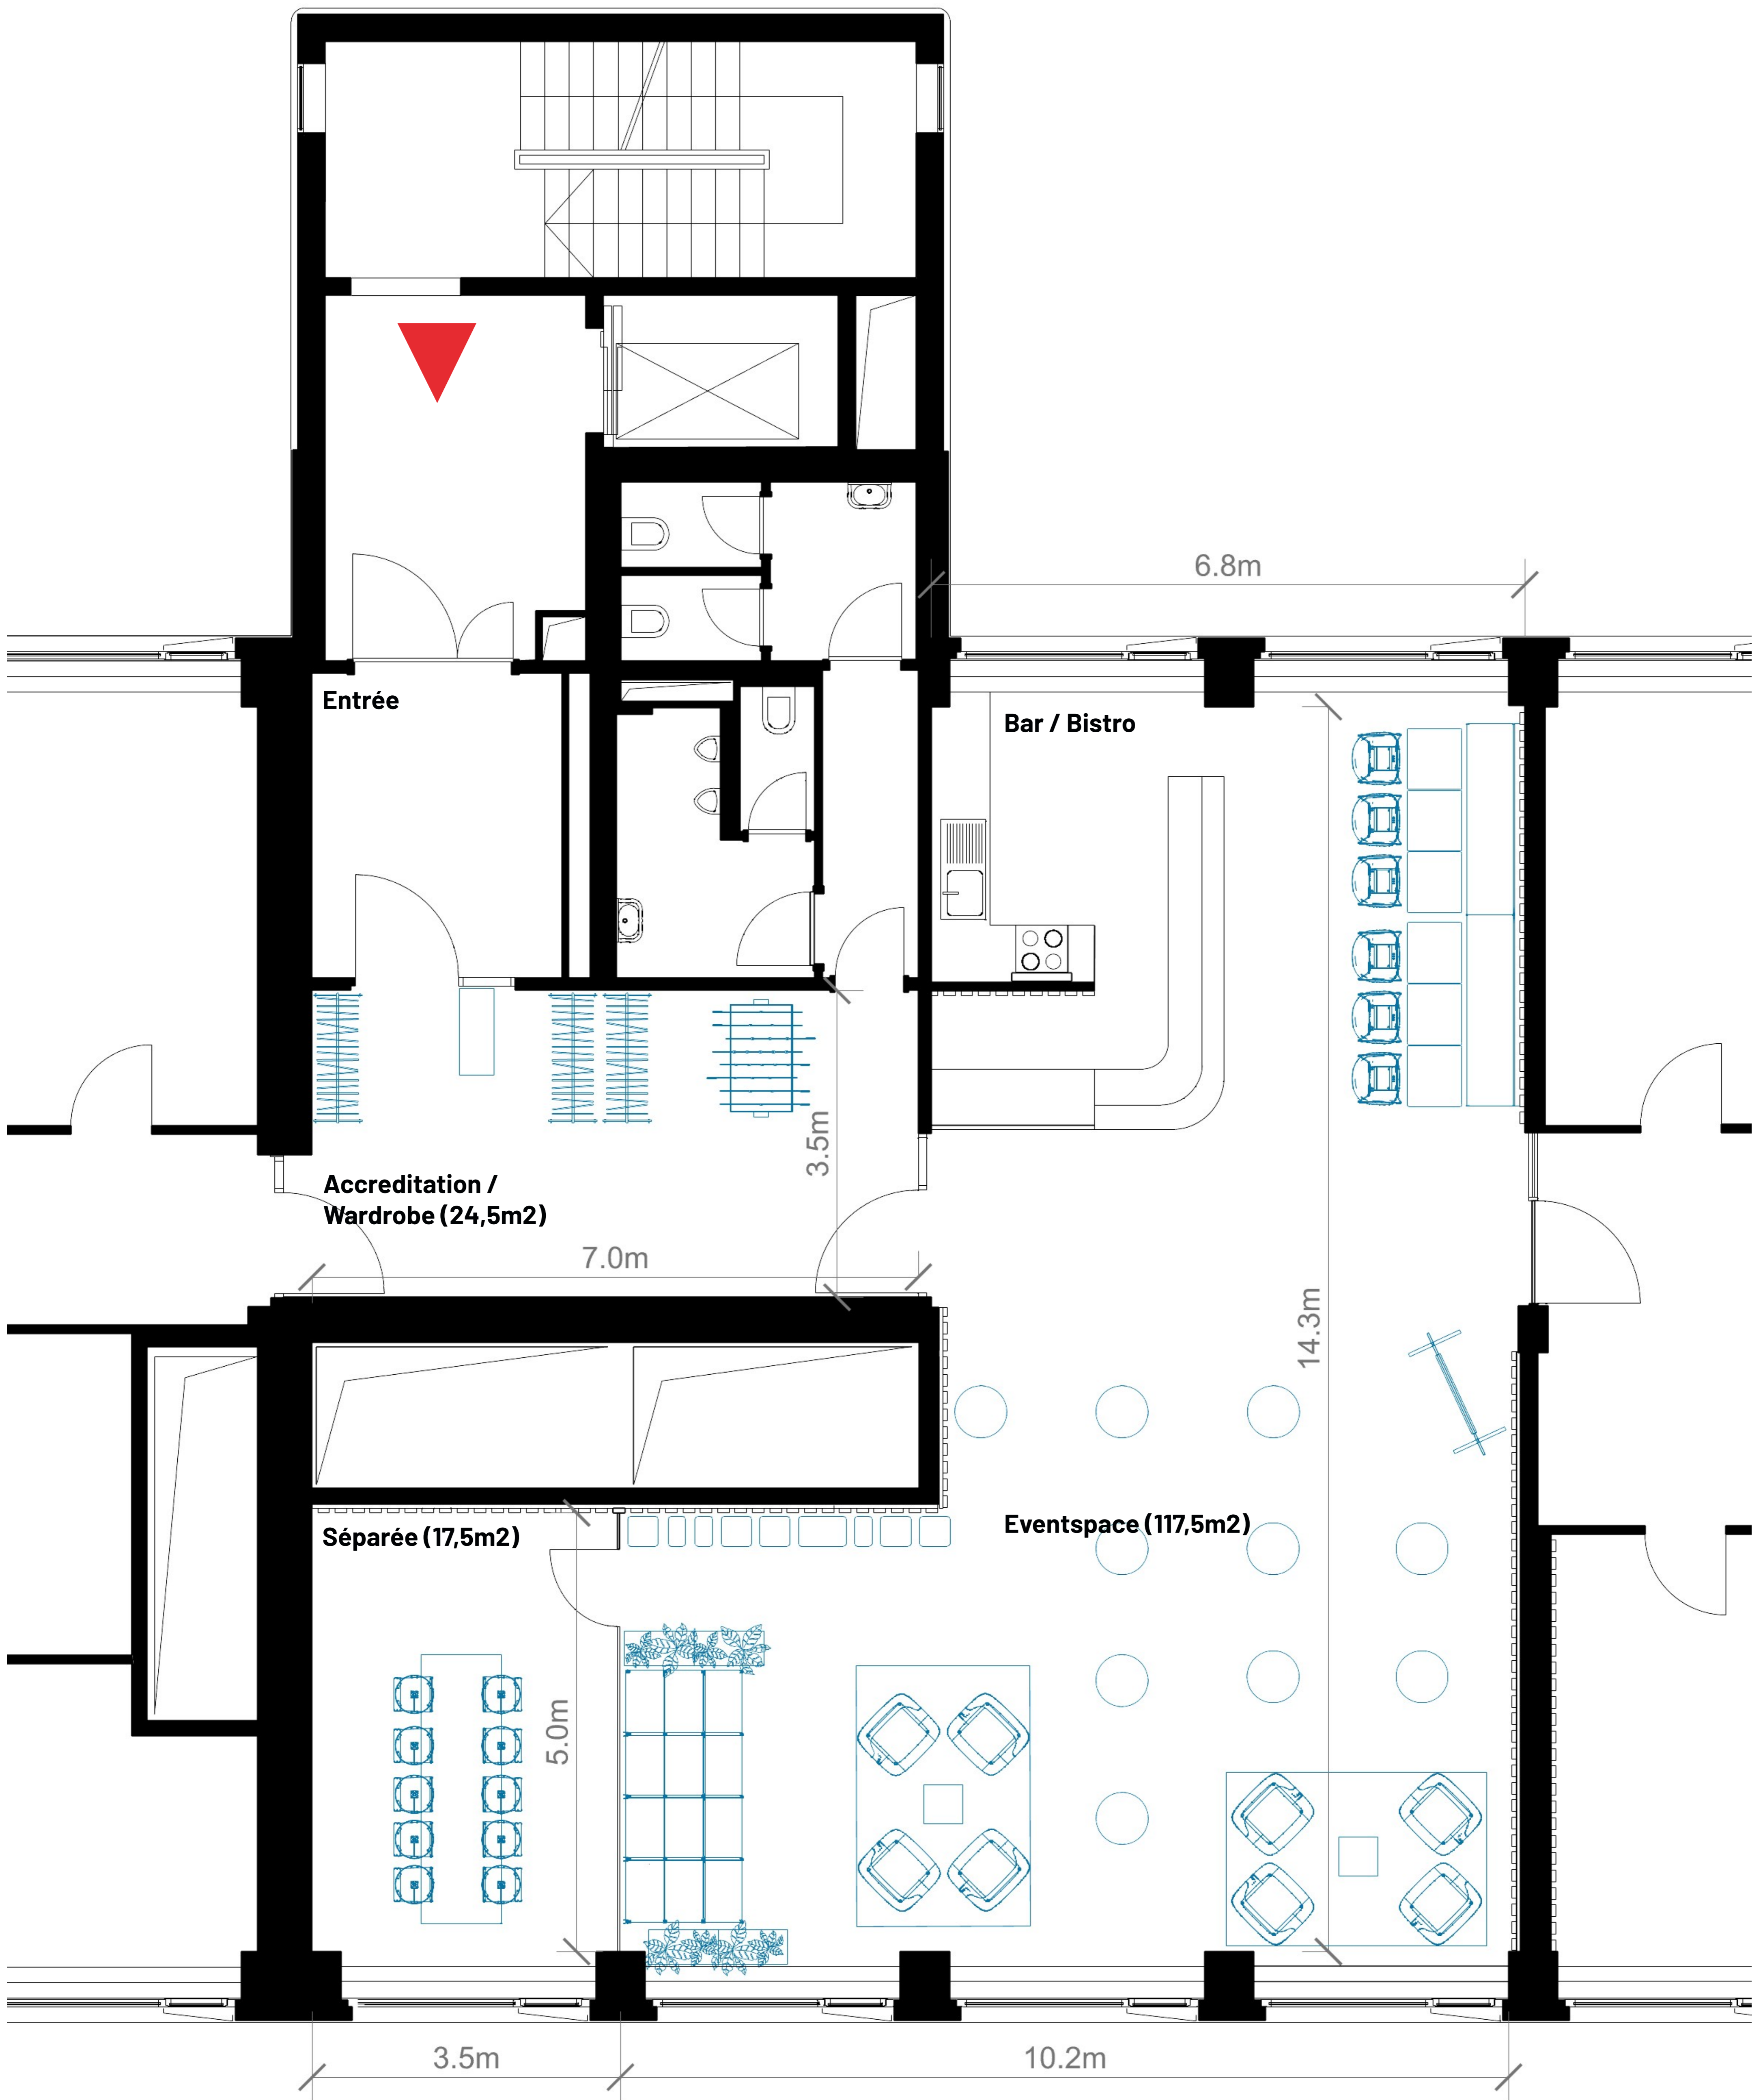 6.8m
Entrée
Bar / Bistro
3.5m
Accreditation /
Wardrobe (24,5m2)
7.0m
14.3m
Séparée (17,5m2)
Eventspace (117,5m2)
5.0m
3.5m
10.2m